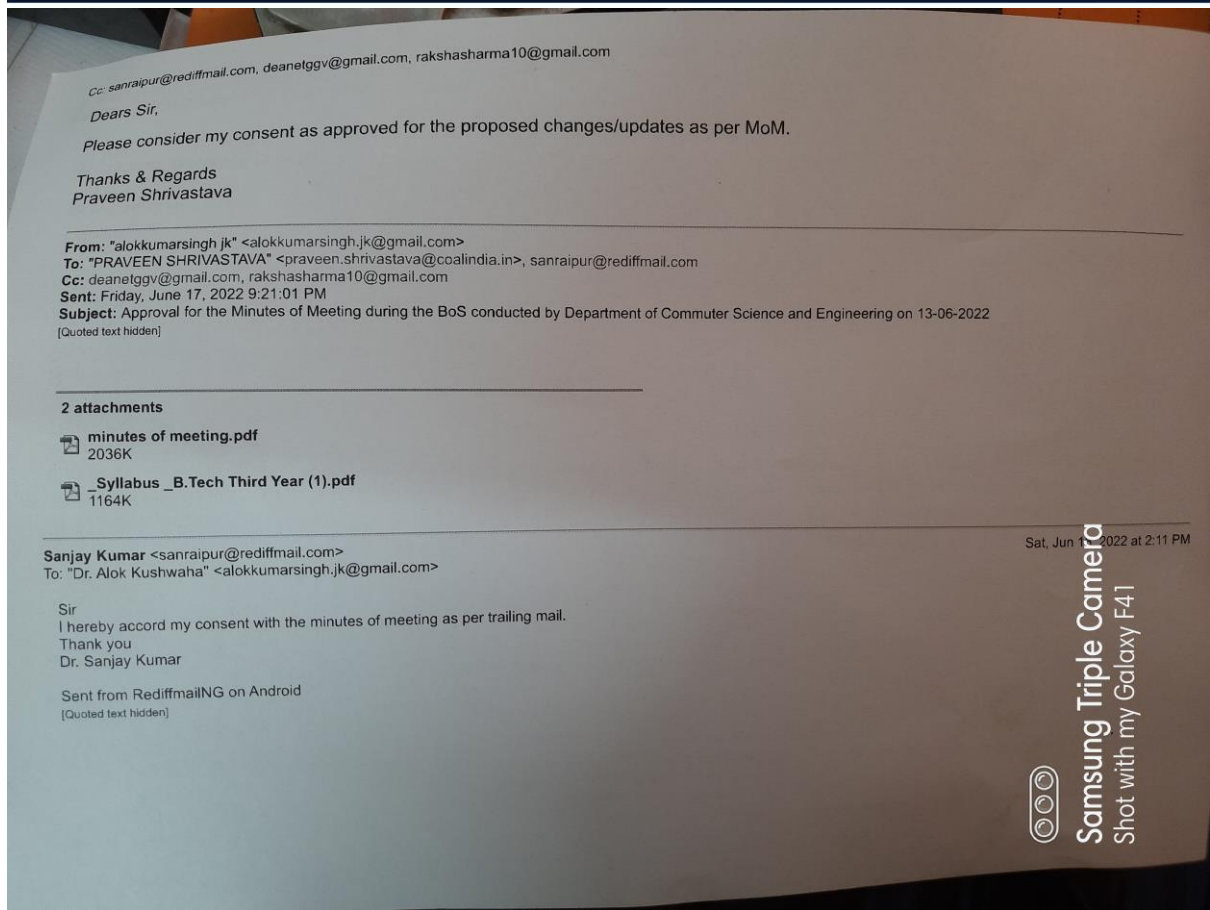 Cc: sanraipur@rediffmail.com, deanetggv@gmail.com, rakshasharma10@gmail.com
Dears Sir,
Please consider my consent as approved for the proposed changes/updates as per MoM.
Thanks & Regards
Praveen Shrivastava
From: "alokkumarsingh jk" <alokkumarsingh.jk@gmail.com>
To: "PRAVEEN SHRIVASTAVA" <praveen.shrivastava@coalindia.in>, sanraipur@rediffmail.com
Cc: deanetggv@gmail.com, rakshasharma10@gmail.com
Sent: Friday, June 17, 2022 9:21:01 PM
Subject: Approval for the Minutes of Meeting during the BoS conducted by Department of Commuter Science and Engineering on 13-06-2022
[Quoted text hidden]
2 attachments
minutes of meeting.pdf
2036K
_Syllabus _B.Tech Third Year (1).pdf
1164K
Sanjay Kumar <sanraipur@rediffmail.com>
Sat, Jun 2022 at 2:11 PM
To: "Dr. Alok Kushwaha" <alokkumarsingh.jk@gmail.com>
Sir
I hereby accord my consent with the minutes of meeting as per trailing mail.
Thank you
Dr. Sanjay Kumar
Sent from RediffmailNG on Android
[Quoted text hidden]
Samsung Triple Camera
Shot with my Galaxy F41